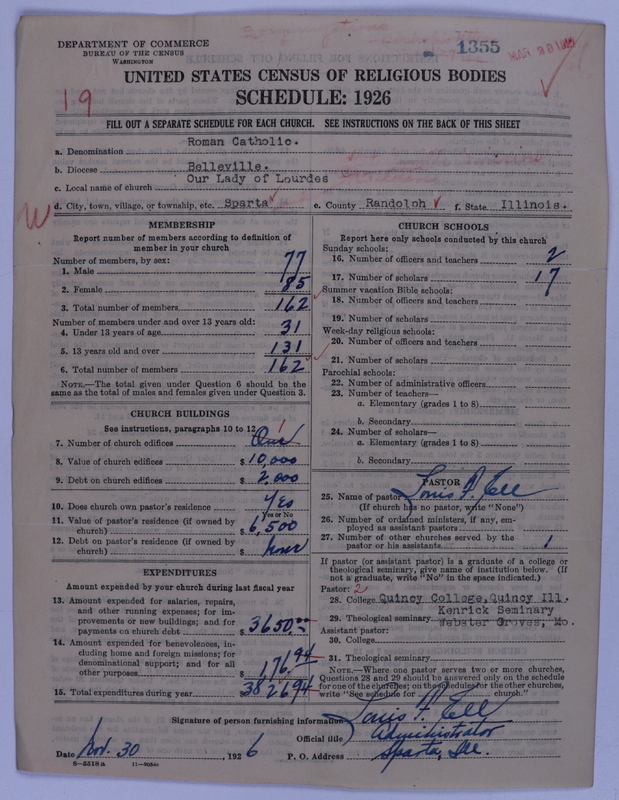 DEPARTMENT OF COMMERCE
BUREAU OF THE CENSUS
WASHINGTON
1355
UNITED STATES CENSUS OF RELIGIOUS BODIES
SCHEDULE: 1926
19
FILL OUT A SEPARATE SCHEDULE FOR EACH CHURCH. SEE INSTRUCTIONS ON THE BACK OF THIS SHEET
a. Denomination Roman Catholic.
b. Diocese Belleville.
c. Local name of church Our Lady of Lourdes
d. City, town, village, or township, etc. Sparta e. County Randolph f. State Illinois.
MEMBERSHIP
Report number of members according to definition of
member in your church
Number of members, by sex:
1. Male 77
2. Female 85
3. Total number of members 162
Number of members under and over 13 years old:
4. Under 13 years of age 31
5. 13 years old and over 131
6. Total number of members 162
NOTE.—The total given under Question 6 should be the
same as the total of males and females given under Question 3.
CHURCH BUILDINGS
See instructions, paragraphs 10 to 12
7. Number of church edifices One
8. Value of church edifices $ 10,000
9. Debt on church edifices $ 2,000
10. Does church own pastor's residence Yes
Yes or No
11. Value of pastor's residence (if owned by
church) $ 6,500
12. Debt on pastor's residence (if owned by
church) $ none
EXPENDITURES
Amount expended by your church during last fiscal year
13. Amount expended for salaries, repairs,
and other running expenses; for im-
provements or new buildings; and for
payments on church debt $ 3650.00
14. Amount expended for benevolences, in-
cluding home and foreign missions; for
denominational support; and for all
other purposes $ 176.94
15. Total expenditures during year $ 3826.94
CHURCH SCHOOLS
Report here only schools conducted by this church
Sunday schools:
16. Number of officers and teachers 2
17. Number of scholars 17
Summer vacation Bible schools:
18. Number of officers and teachers
19. Number of scholars
Week-day religious schools:
20. Number of officers and teachers
21. Number of scholars
Parochial schools:
22. Number of administrative officers
23. Number of teachers—
a. Elementary (grades 1 to 8)
b. Secondary
24. Number of scholars—
a. Elementary (grades 1 to 8)
b. Secondary
PASTOR
25. Name of pastor Louis F. Ell
(If church has no pastor, write "None")
26. Number of ordained ministers, if any, em-
ployed as assistant pastors
27. Number of other churches served by the
pastor or his assistants 1
If pastor (or assistant pastor) is a graduate of a college or
theological seminary, give name of institution below. (If
not a graduate, write "No" in the space indicated.)
Pastor: 2
28. College Quincy College, Quincy Ill.
Kenrick Seminary
29. Theological seminary Webster Groves, Mo.
Assistant pastor:
30. College
31. Theological seminary
NOTE.—Where one pastor serves two or more churches,
Questions 28 and 29 should be answered only on the schedule
for one of the churches; on the schedules for the other churches,
write "See schedule for church."
Signature of person furnishing information Louis F. Ell
Official title Administrator
Date Nov. 30, 1926 P. O. Address Sparta, Ill.
8—5518a